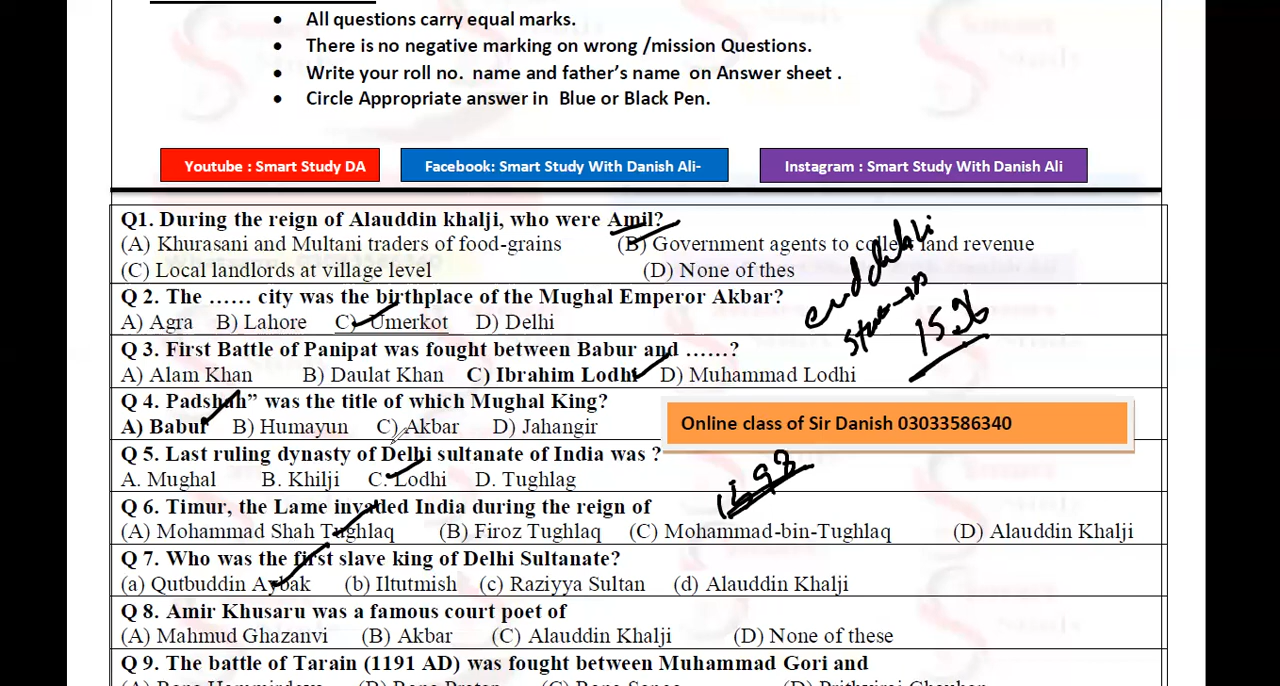 • All questions carry equal marks.
• There is no negative marking on wrong /mission Questions.
• Write your roll no. name and father's name on Answer sheet .
• Circle Appropriate answer in Blue or Black Pen.
Youtube : Smart Study DA
Facebook: Smart Study With Danish Ali-
Instagram : Smart Study With Danish Ali
Q1. During the reign of Alauddin khalji, who were Amil?
(A) Khurasani and Multani traders of food-grains (B) Government agents to collect land revenue
(C) Local landlords at village level (D) None of thes
Q 2. The …… city was the birthplace of the Mughal Emperor Akbar?
A) Agra B) Lahore C) Umerkot D) Delhi
Q 3. First Battle of Panipat was fought between Babur and ……?
A) Alam Khan B) Daulat Khan C) Ibrahim Lodhi D) Muhammad Lodhi
1526
Q 4. Padshah” was the title of which Mughal King?
A) Babur B) Humayun C) Akbar D) Jahangir
Online class of Sir Danish 03033586340
Q 5. Last ruling dynasty of Delhi sultanate of India was ?
A. Mughal B. Khilji C. Lodhi D. Tughlag
Q 6. Timur, the Lame invaded India during the reign of
(A) Mohammad Shah Tughlaq (B) Firoz Tughlaq (C) Mohammad-bin-Tughlaq (D) Alauddin Khalji
Q 7. Who was the first slave king of Delhi Sultanate?
(a) Qutbuddin Aybak (b) Iltutmish (c) Raziyya Sultan (d) Alauddin Khalji
Q 8. Amir Khusaru was a famous court poet of
(A) Mahmud Ghazanvi (B) Akbar (C) Alauddin Khalji (D) None of these
Q 9. The battle of Tarain (1191 AD) was fought between Muhammad Gori and